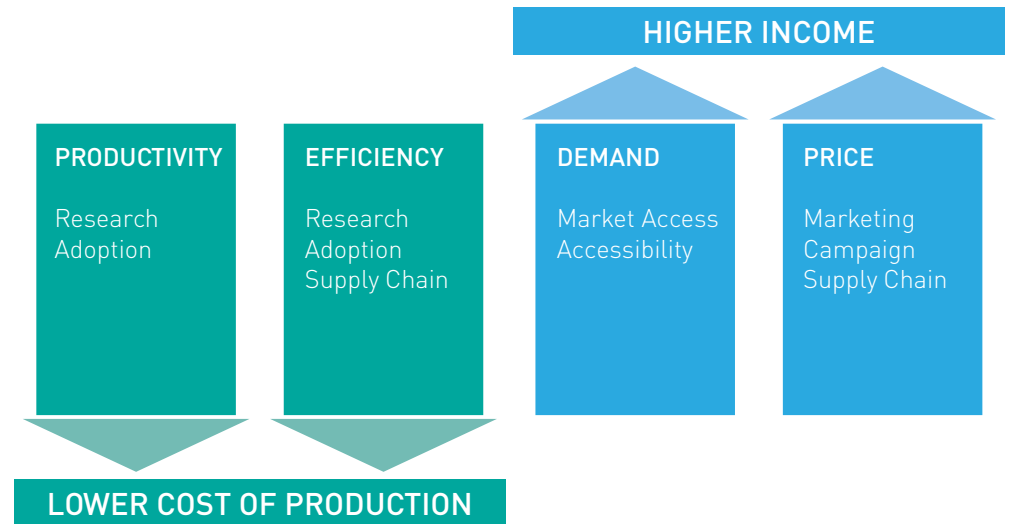 HIGHER INCOME
PRODUCTIVITY
Research
Adoption
EFFICIENCY
Research
Adoption
Supply Chain
DEMAND
Market Access
Accessibility
PRICE
Marketing
Campaign
Supply Chain
LOWER COST OF PRODUCTION